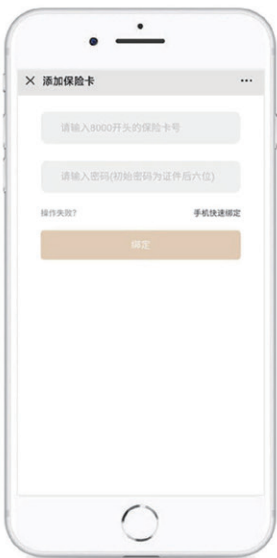 添加保险卡
请输入8000开头的保险卡号
请输入密码(初始密码为证件后六位)
操作失败? 手机快速绑定
绑定